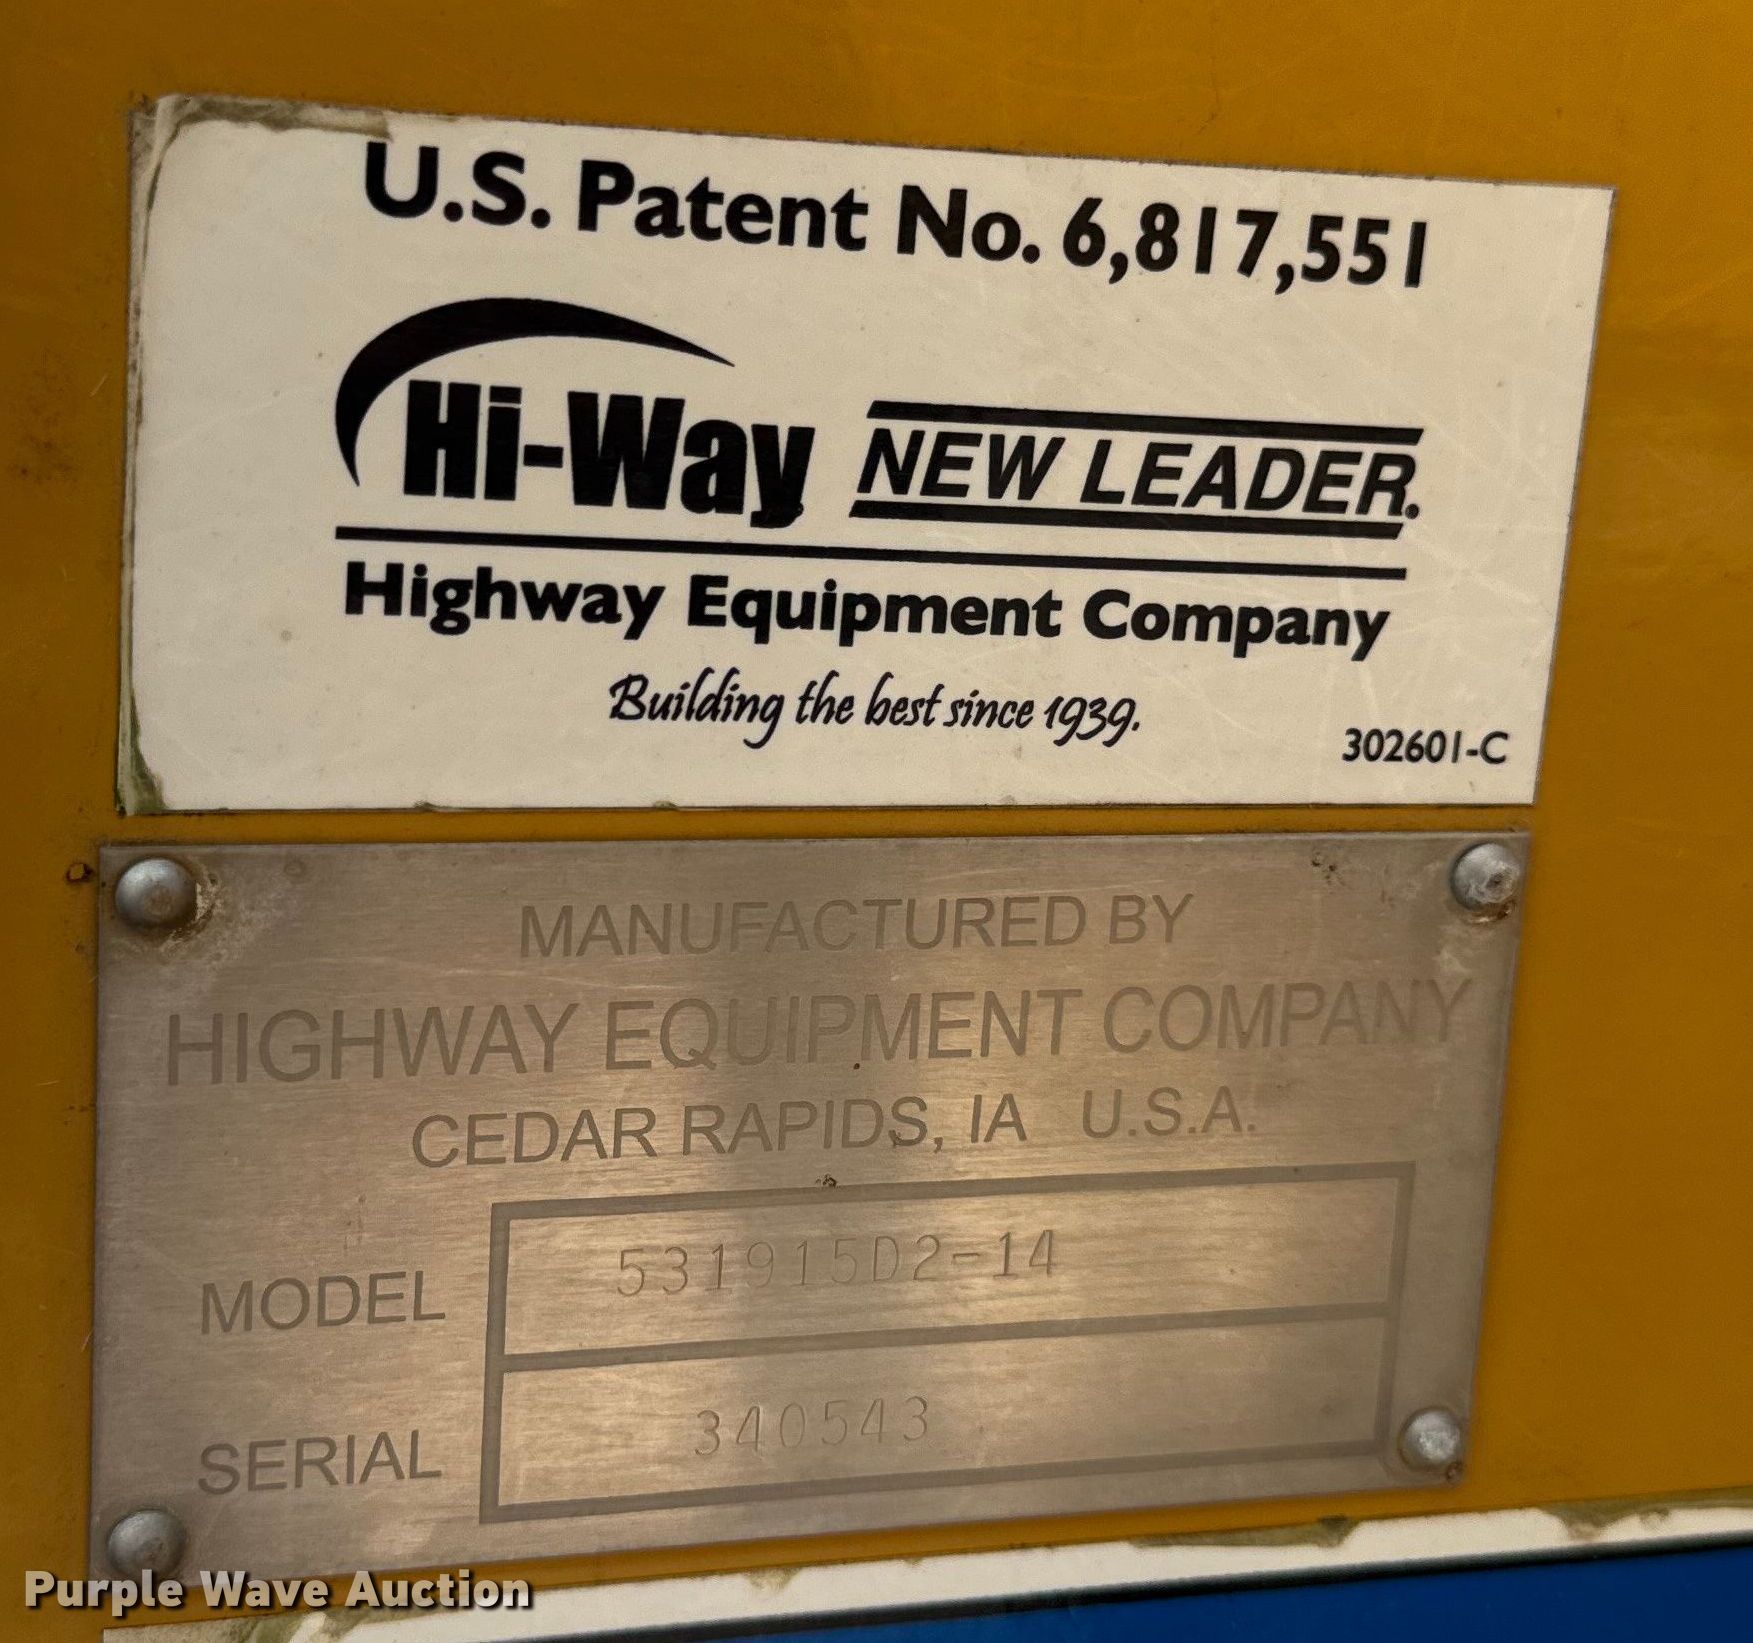 U.S. Patent No. 6,817,551
Hi-Way NEW LEADER.
Highway Equipment Company
Building the best since 1939.
302601-C
MANUFACTURED BY
HIGHWAY EQUIPMENT COMPANY
CEDAR RAPIDS, IA U.S.A.
MODEL 531915D2-14
SERIAL 340543
Purple Wave Auction